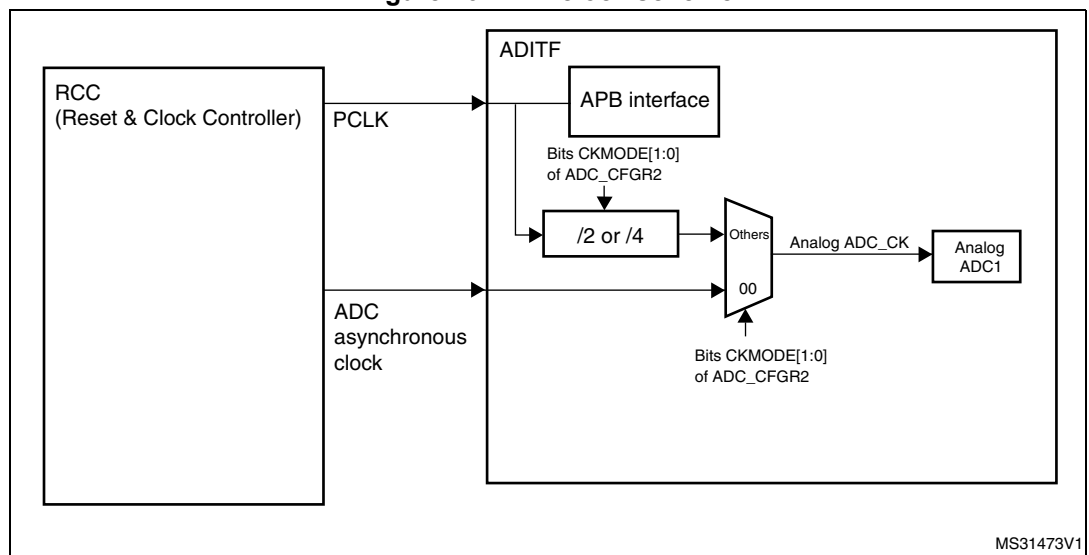 ADITF
RCC
(Reset & Clock Controller)
PCLK
APB interface
Bits CKMODE[1:0]
of ADC_CFGR2
/2 or /4
Others
Analog ADC_CK
Analog
ADC1
00
ADC
asynchronous
clock
Bits CKMODE[1:0]
of ADC_CFGR2
MS31473V1